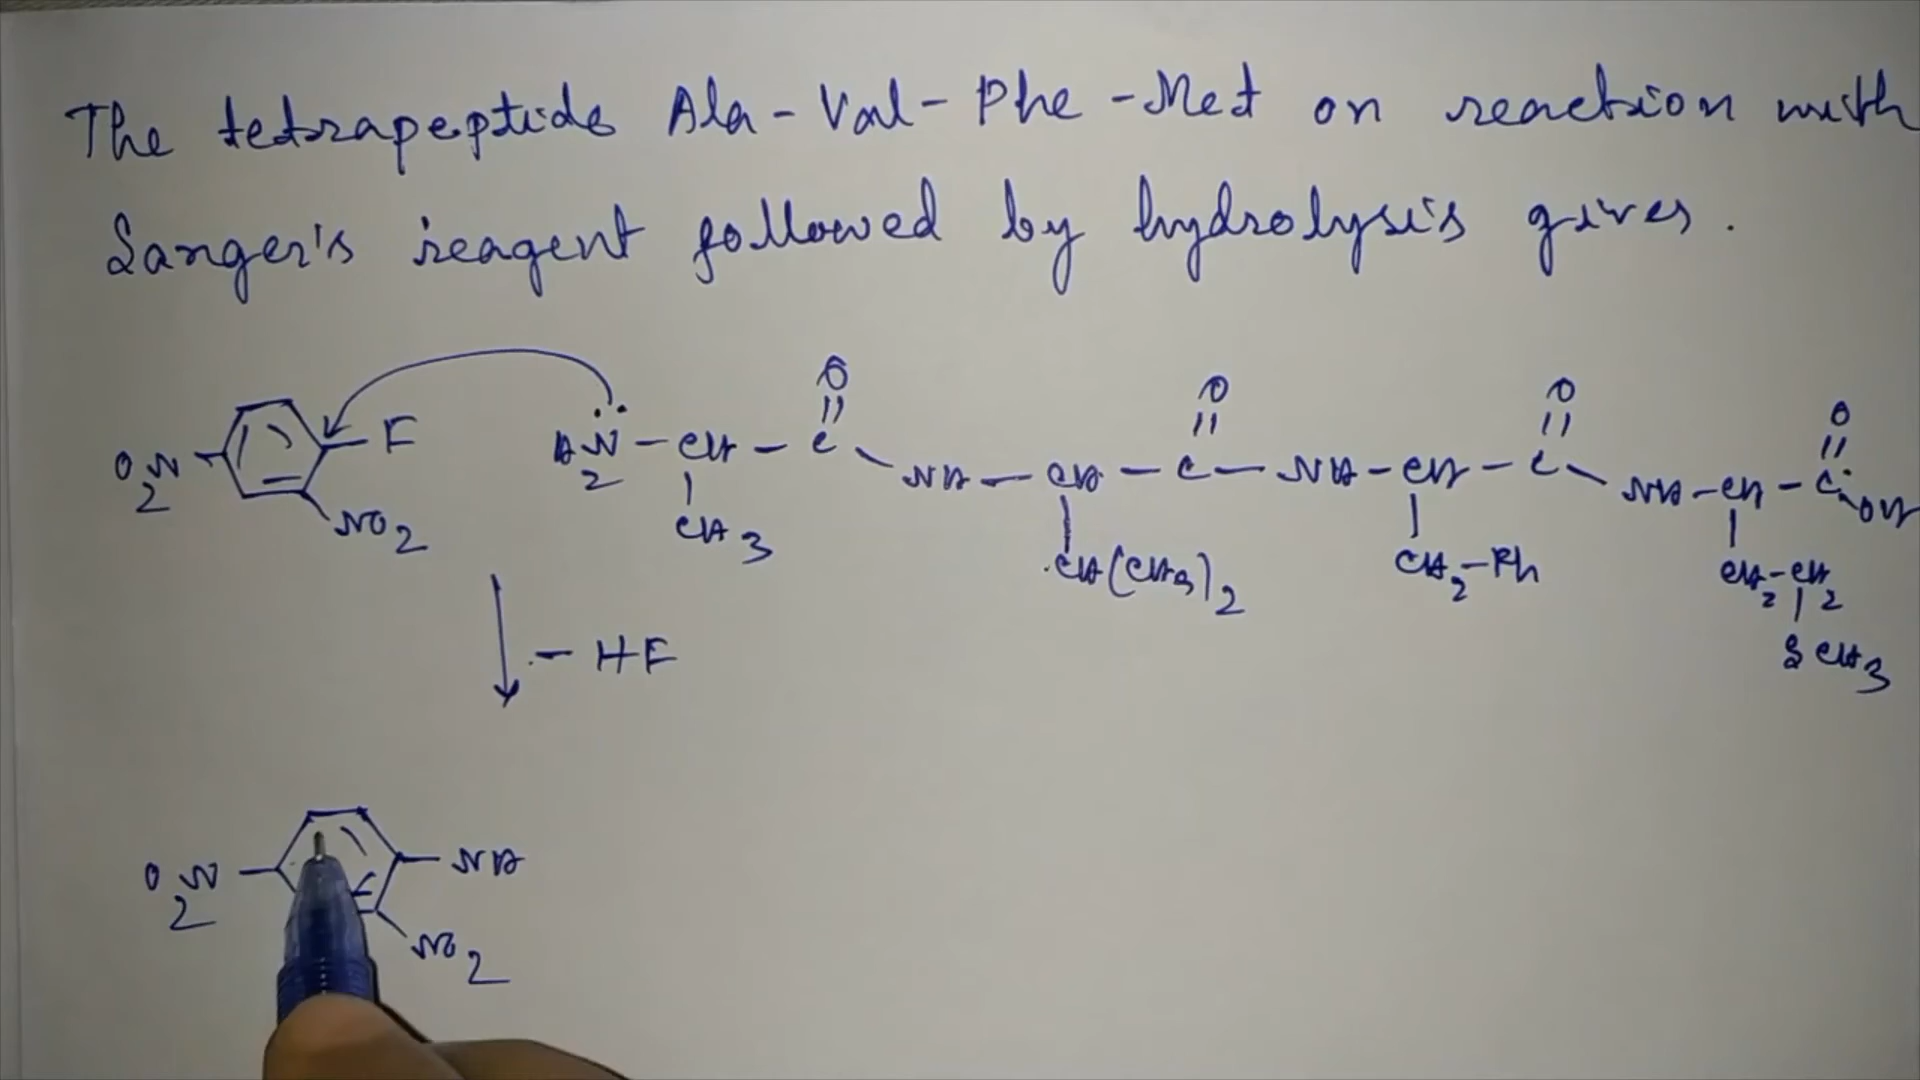 The tetrapeptide Ala-Val-Phe-Met on reaction with
Sanger's reagent followed by hydrolysis gives.
O O O O
O2N F H2N-CH-C NH-CH-C-NH-CH-C NH-CH-C OH
NO2 CH3 CH(CH3)2 CH2-Ph CH2-CH2
SCH3
- HF
O2N NH
NO2